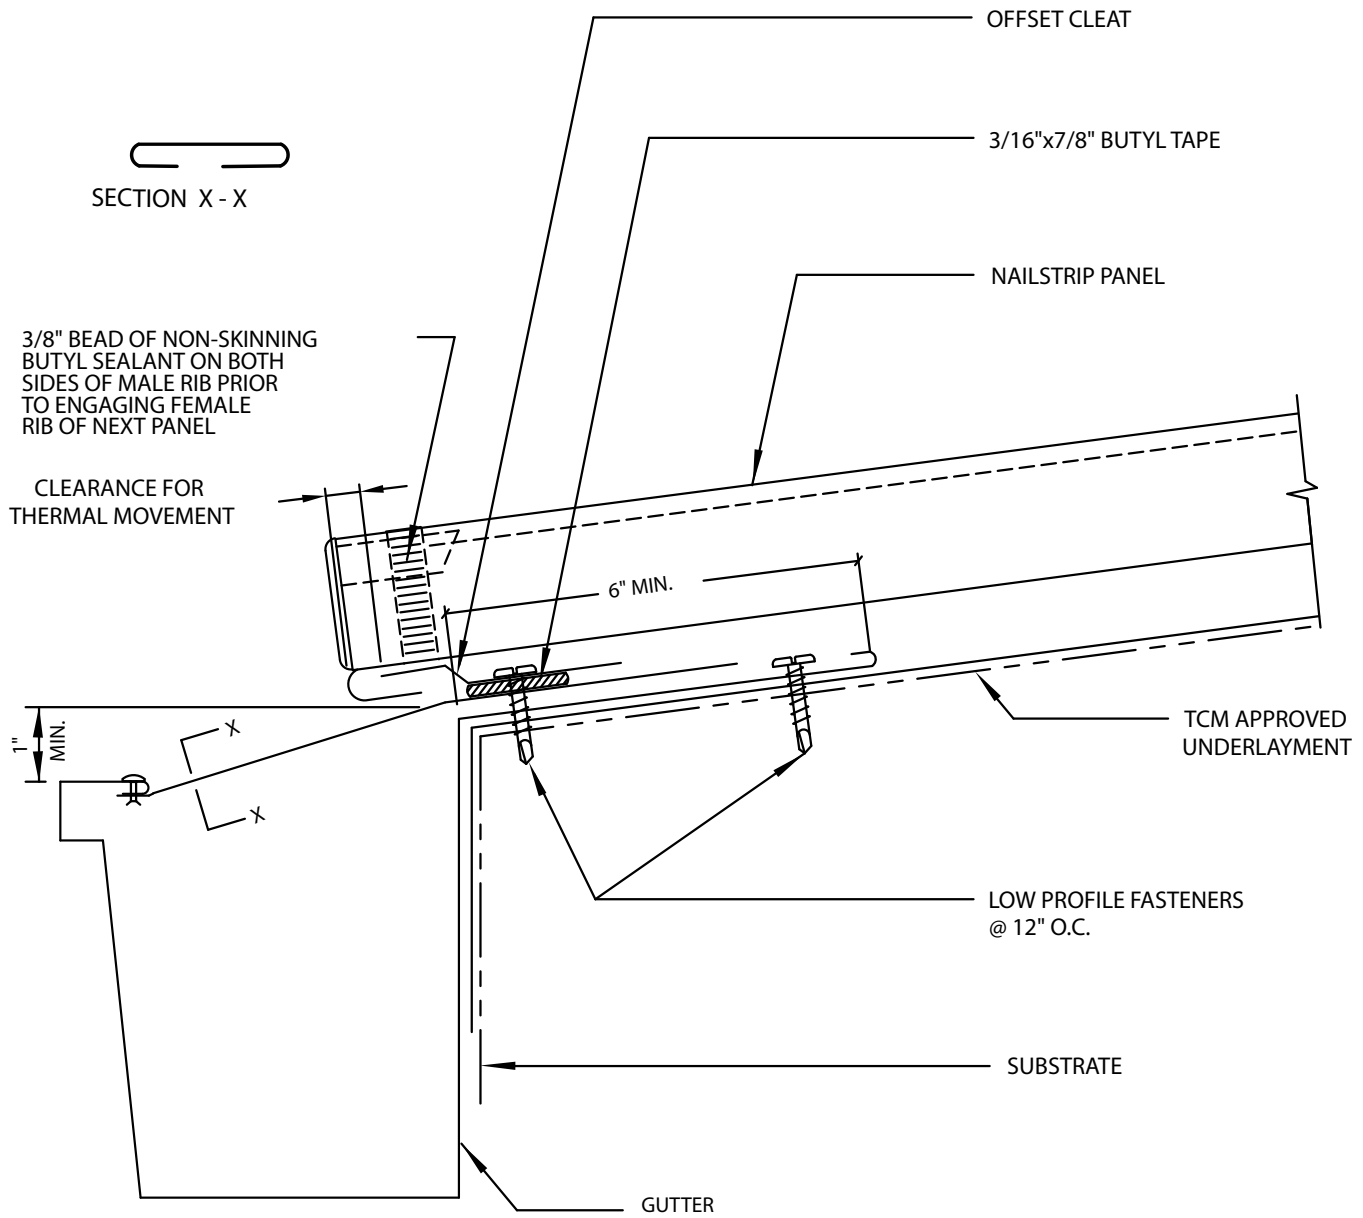 OFFSET CLEAT
3/16"x7/8" BUTYL TAPE
SECTION X - X
NAILSTRIP PANEL
3/8" BEAD OF NON-SKINNING
BUTYL SEALANT ON BOTH
SIDES OF MALE RIB PRIOR
TO ENGAGING FEMALE
RIB OF NEXT PANEL
CLEARANCE FOR
THERMAL MOVEMENT
6" MIN.
1"
MIN.
X
X
TCM APPROVED
UNDERLAYMENT
LOW PROFILE FASTENERS
@ 12" O.C.
SUBSTRATE
GUTTER